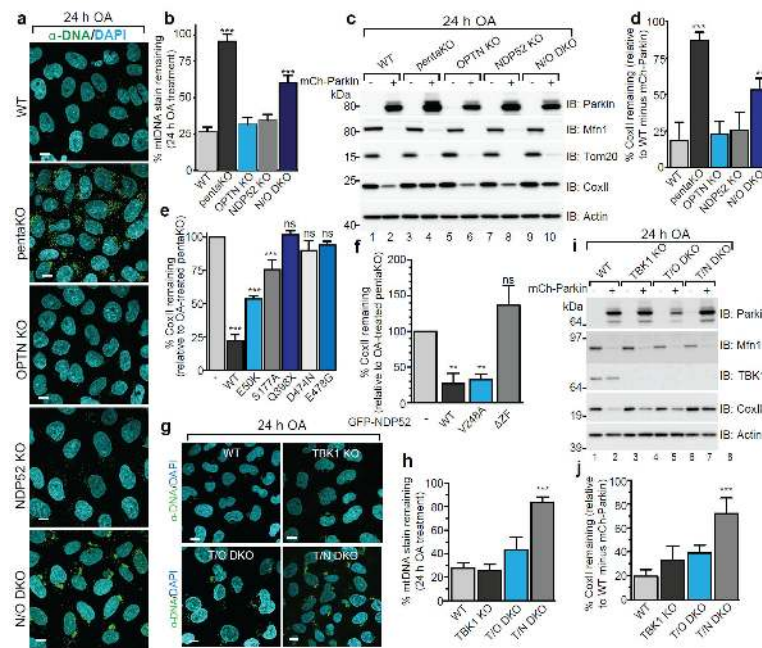 a
24 h OA
α-DNA/DAPI
WT
pentaKO
OPTN KO
NDP52 KO
N/O DKO
b
% mtDNA stain remaining
(24 h OA treatment)
100
75
50
25
0
***
***
WT
pentaKO
OPTN KO
NDP52 KO
N/O DKO
c
24 h OA
WT
pentaKO
OPTN KO
NDP52 KO
N/O DKO
mCh-Parkin - + - + - + - + - +
kDa
80
80
15
25
40
IB: Parkin
IB: Mfn1
IB: Tom20
IB: CoxII
IB: Actin
1 2 3 4 5 6 7 8 9 10
d
% CoxII remaining (relative
to WT minus mCh-Parkin)
100
75
50
25
0
***
WT
pentaKO
OPTN KO
NDP52 KO
N/O DKO
e
% CoxII remaining
(relative to OA-treated pentaKO)
100
75
50
25
0
***
***
***
ns
ns
ns
-
WT
E50K
S177A
Q398X
D474N
E478G
f
% CoxII remaining
(relative to OA-treated pentaKO)
200
150
100
50
0
**
**
ns
GFP-NDP52
-
WT
V248A
ΔZF
g
24 h OA
α-DNA/DAPI
WT
TBK1 KO
α-DNA/DAPI
T/O DKO
T/N DKO
h
% mtDNA stain remaining
(24 h OA treatment)
100
80
60
40
20
0
***
WT
TBK1 KO
T/O DKO
T/N DKO
i
24 h OA
WT
TBK1 KO
T/O DKO
T/N DKO
mCh-Parkin - + - + - + - +
kDa
64
97
64
19
39
IB: Mfn1
IB: CoxII
IB: Actin
1 2 3 4 5 6 7 8
j
% CoxII remaining (relative
to WT minus mCh-Parkin)
100
80
60
40
20
0
***
WT
TBK1 KO
T/O DKO
T/N DKO